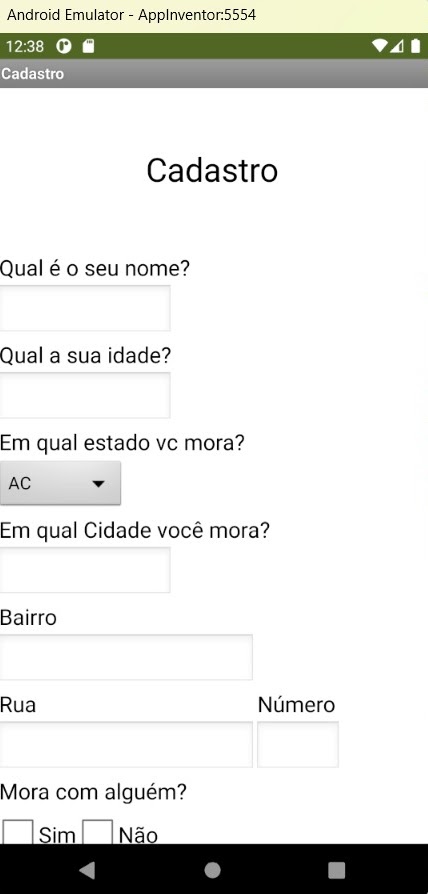 Android Emulator - AppInventor:5554
12:38
Cadastro
Cadastro
Qual é o seu nome?
Qual a sua idade?
Em qual estado vc mora?
AC
Em qual Cidade você mora?
Bairro
Rua Número
Mora com alguém?
Sim Não